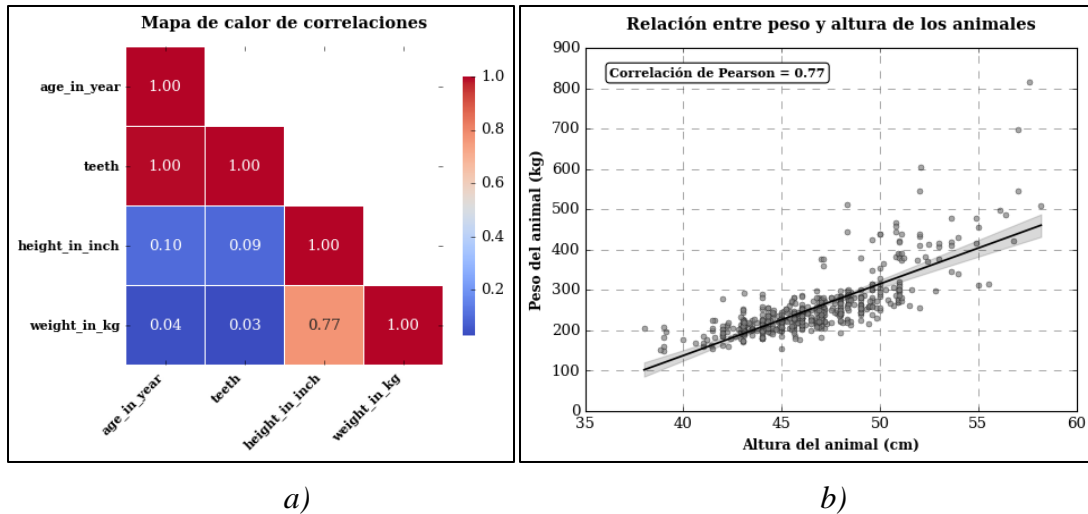 Mapa de calor de correlaciones
age_in_year
1.00
teeth
1.00 1.00
height_in_inch
0.10 0.09 1.00
weight_in_kg
0.04 0.03 0.77 1.00
age_in_year
teeth
height_in_inch
weight_in_kg
1.0
0.8
0.6
0.4
0.2
a)
Relación entre peso y altura de los animales
Correlación de Pearson = 0.77
Peso del animal (kg)
900
800
700
600
500
400
300
200
100
0
35 40 45 50 55 60
Altura del animal (cm)
b)